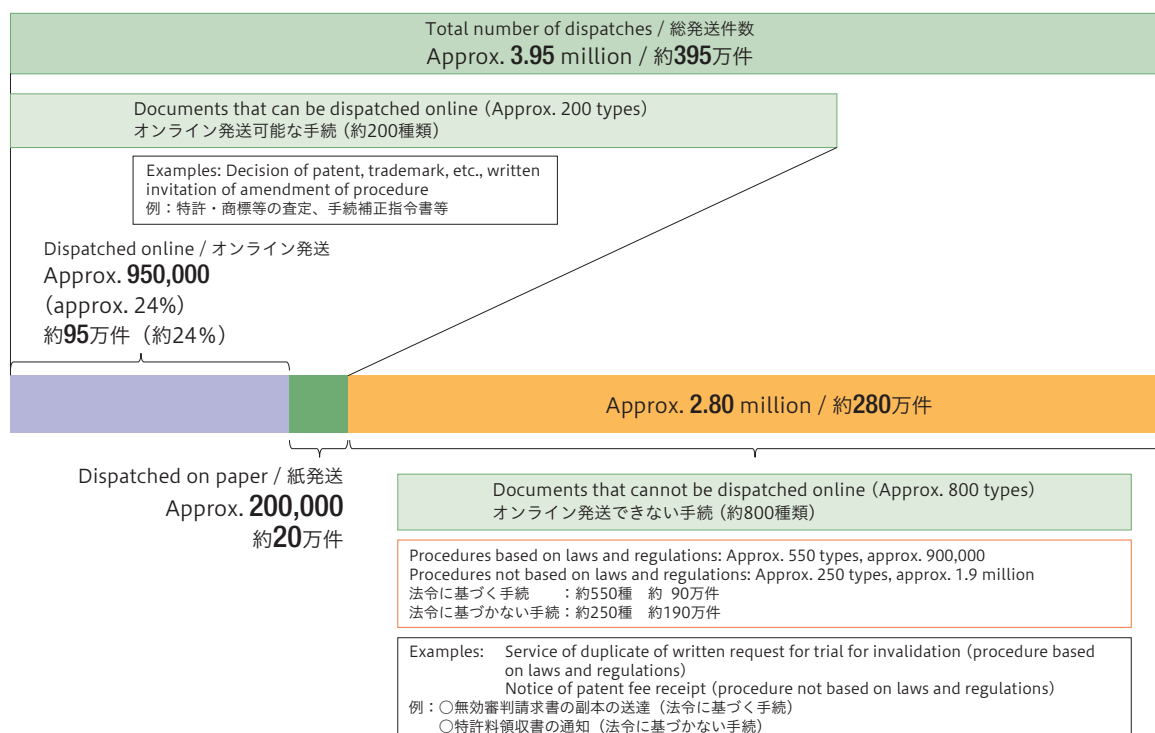 Total number of dispatches / 総発送件数
Approx. 3.95 million / 約395万件
Documents that can be dispatched online (Approx. 200 types)
オンライン発送可能な手続（約200種類）
Examples: Decision of patent, trademark, etc., written
invitation of amendment of procedure
例：特許・商標等の査定、手続補正指令書等
Dispatched online / オンライン発送
Approx. 950,000
(approx. 24%)
約95万件（約24%）
Approx. 2.80 million / 約280万件
Dispatched on paper / 紙発送
Approx. 200,000
約20万件
Documents that cannot be dispatched online (Approx. 800 types)
オンライン発送できない手続（約800種類）
Procedures based on laws and regulations: Approx. 550 types, approx. 900,000
Procedures not based on laws and regulations: Approx. 250 types, approx. 1.9 million
法令に基づく手続　　：約550種　約 90万件
法令に基づかない手続：約250種　約190万件
Examples: Service of duplicate of written request for trial for invalidation (procedure based
on laws and regulations)
Notice of patent fee receipt (procedure not based on laws and regulations)
例：○無効審判請求書の副本の送達（法令に基づく手続）
○特許料領収書の通知（法令に基づかない手続）